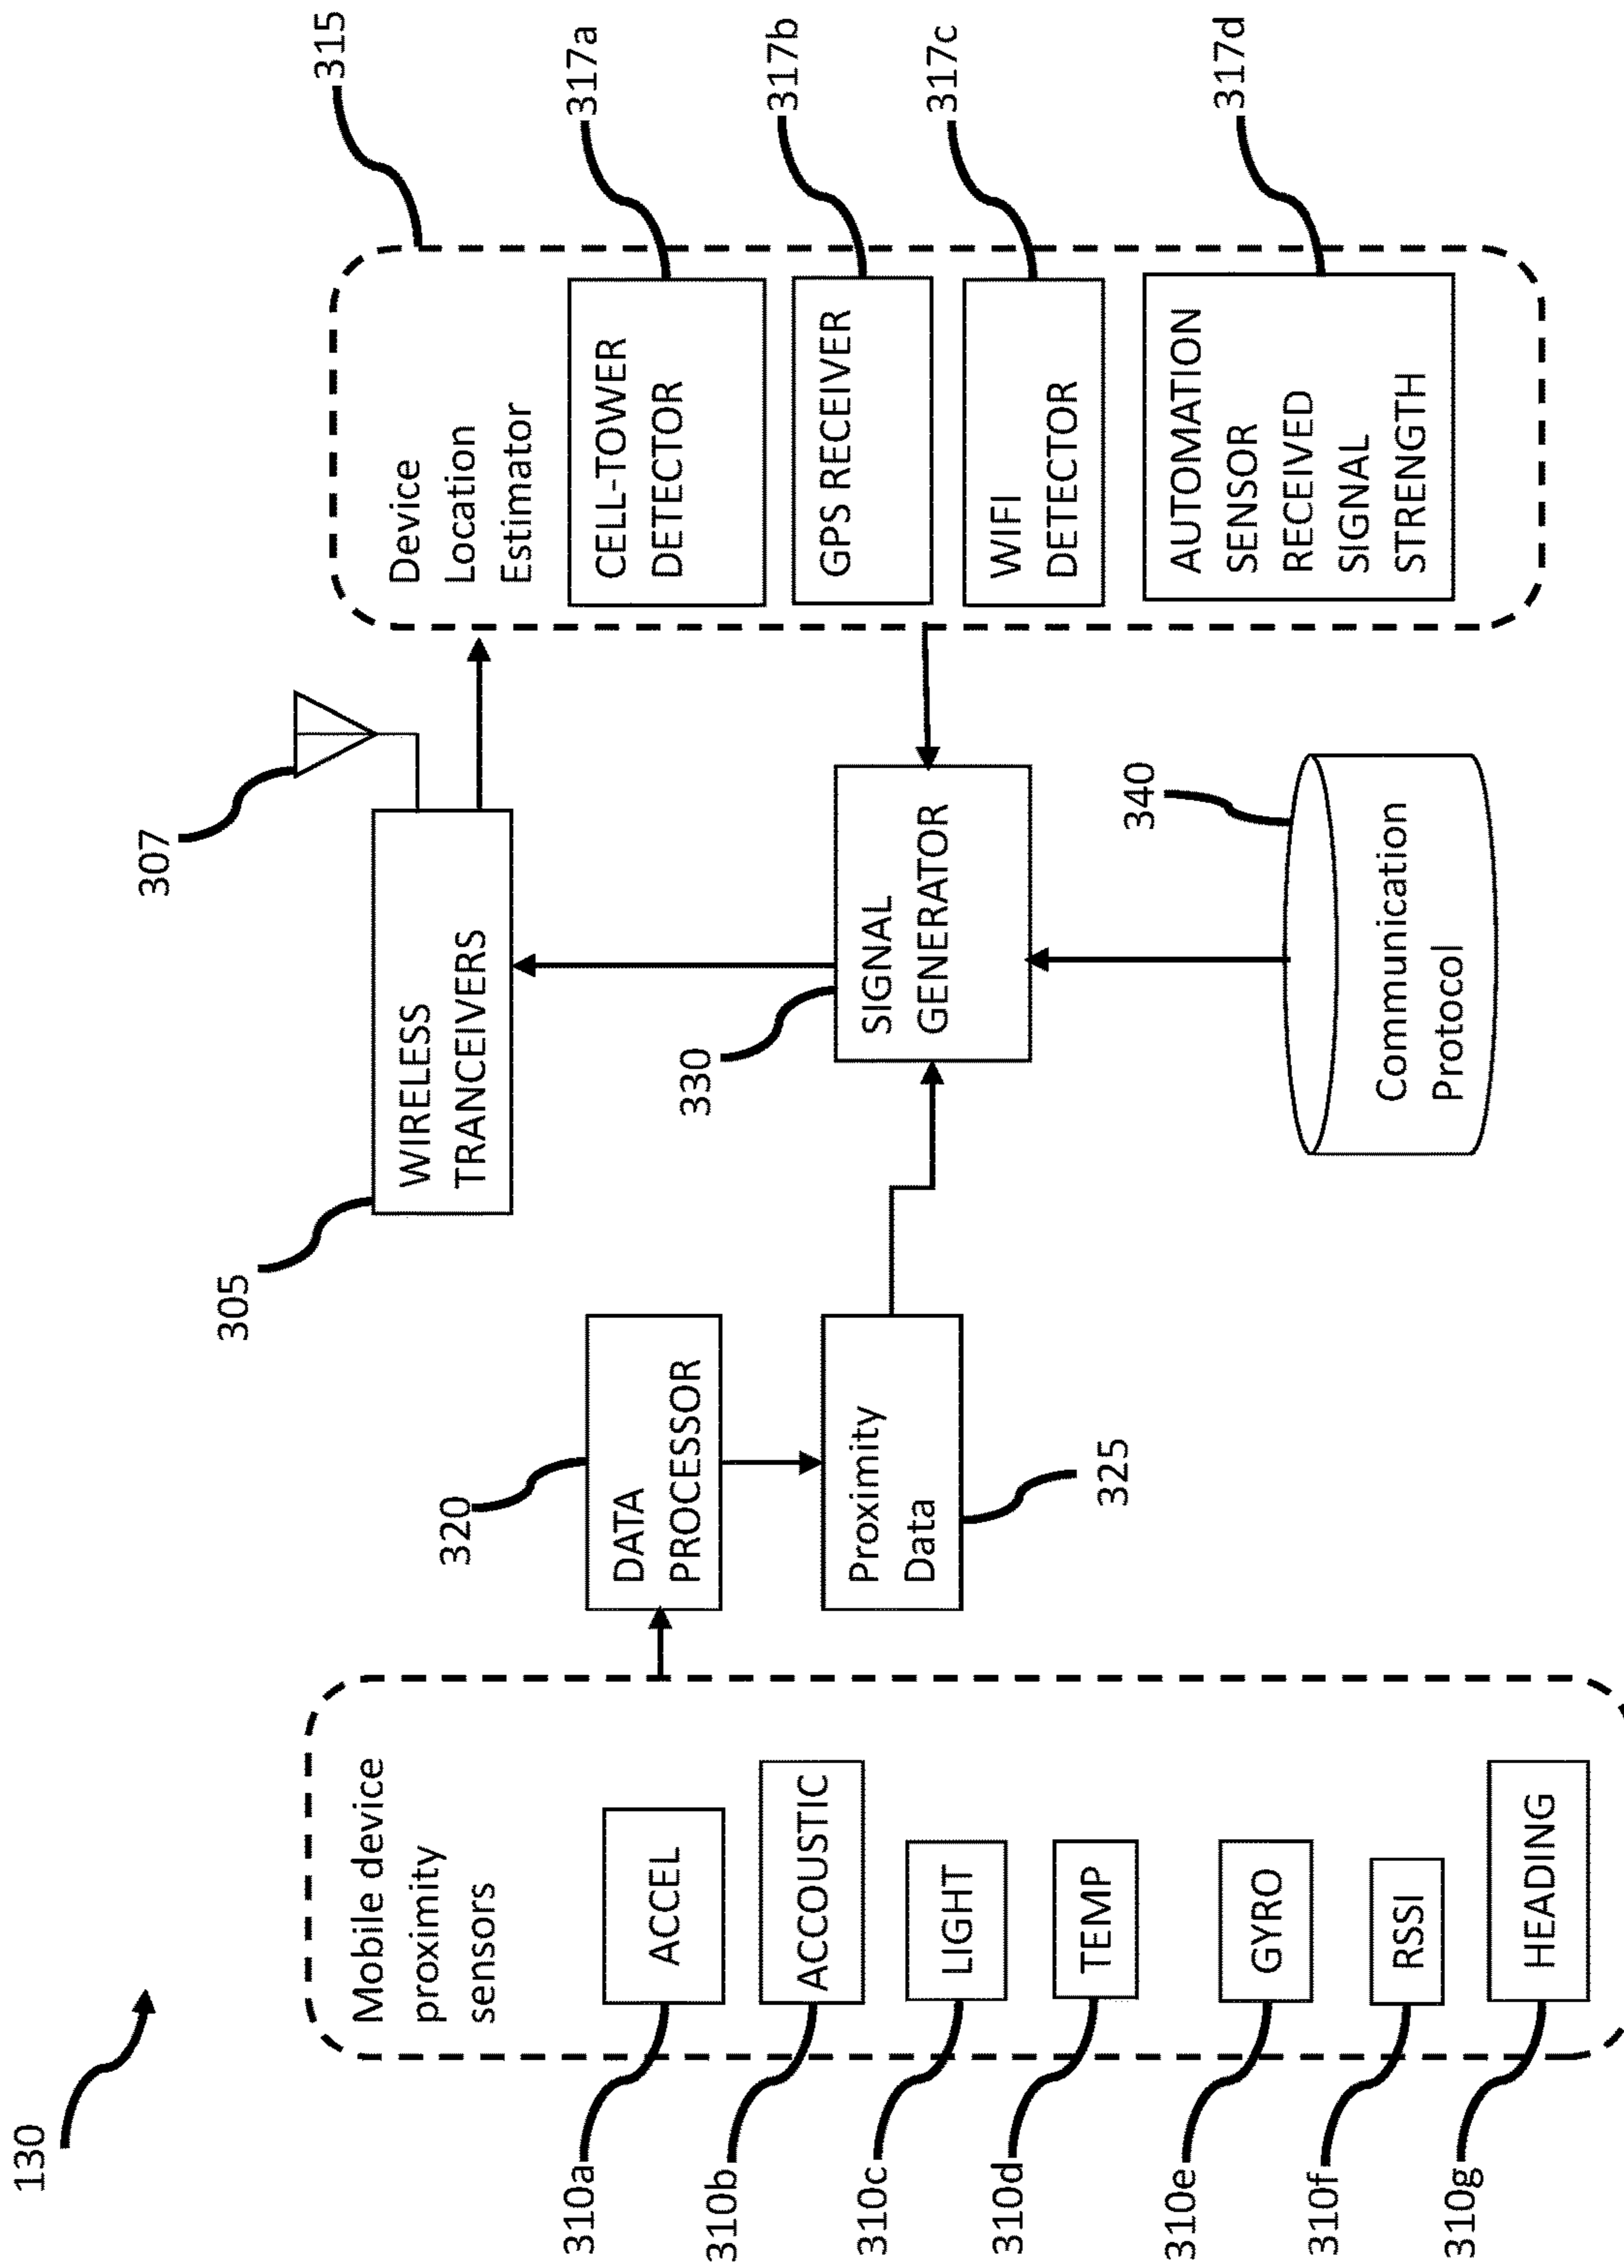 130
Mobile device
proximity
sensors
310a
ACCEL
310b
ACCOUSTIC
310c
LIGHT
310d
TEMP
310e
GYRO
310f
RSSI
310g
HEADING
320
DATA
PROCESSOR
Proximity
Data
325
305
307
WIRELESS
TRANCEIVERS
330
SIGNAL
GENERATOR
340
Communication
Protocol
315
Device
Location
Estimator
CELL-TOWER
DETECTOR
317a
GPS RECEIVER
317b
WIFI
DETECTOR
317c
AUTOMATION
SENSOR
RECEIVED
SIGNAL
STRENGTH
317d